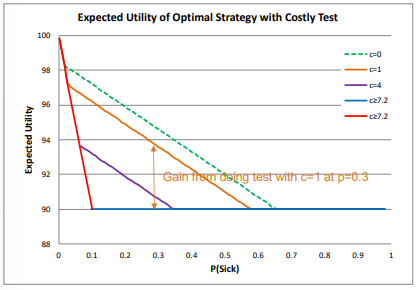 Expected Utility of Optimal Strategy with Costly Test
100
98
96
94
92
90
88
Expected Utility
c=0
c=1
c=4
c≥7.2
c≥7.2
Gain from doing test with c=1 at p=0.3
0 0.1 0.2 0.3 0.4 0.5 0.6 0.7 0.8 0.9 1
P(Sick)